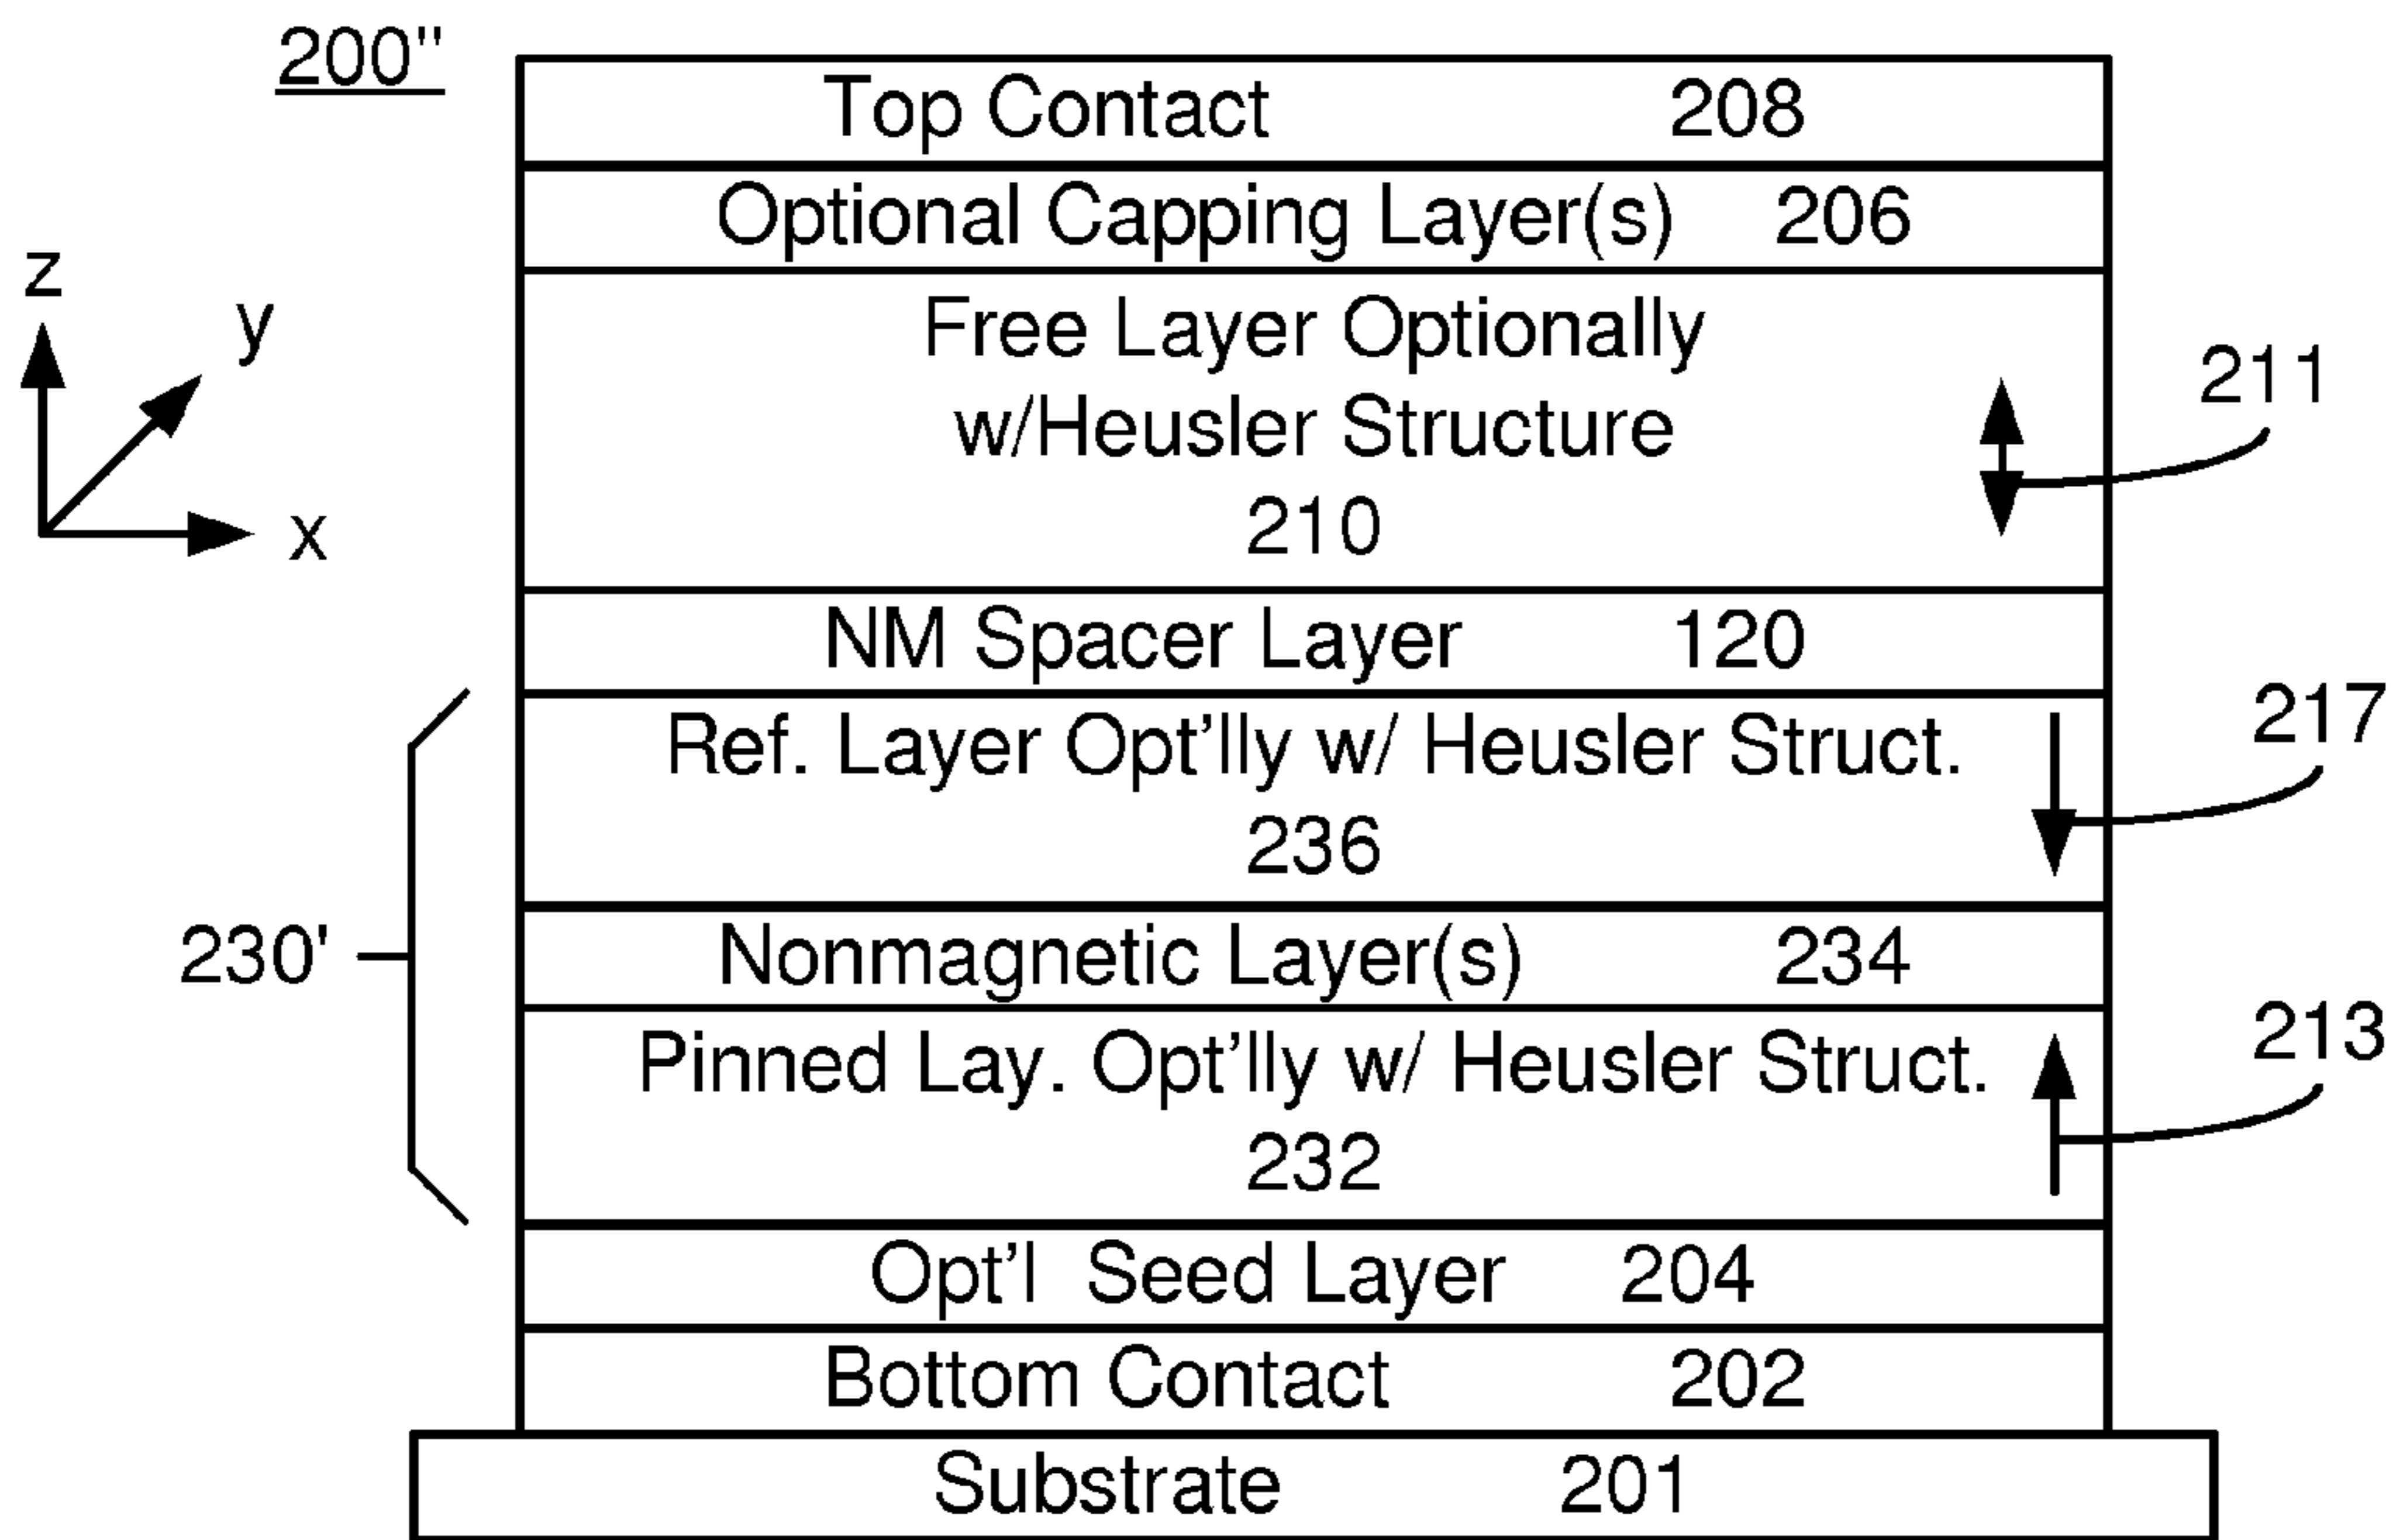 200"
Top Contact 208
Optional Capping Layer(s) 206
z
y
x
Free Layer Optionally
w/Heusler Structure
210
211
NM Spacer Layer 120
Ref. Layer Opt'lly w/ Heusler Struct.
236
217
230'
Nonmagnetic Layer(s) 234
Pinned Lay. Opt'lly w/ Heusler Struct.
232
213
Opt'l Seed Layer 204
Bottom Contact 202
Substrate 201